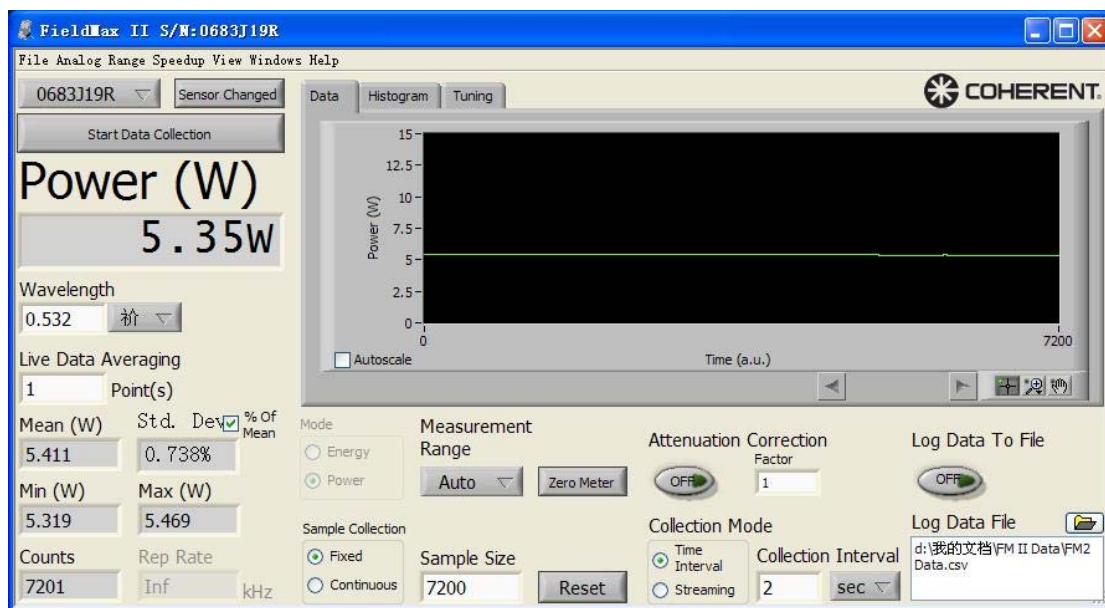 FieldMax II S/N:0683J19R
File Analog Range Speedup View Windows Help
0683J19R
Sensor Changed
Start Data Collection
Power (W)
5.35W
Wavelength
0.532
祄
Live Data Averaging
1
Point(s)
Mean (W)
Std. Dev
% Of Mean
5.411
0.738%
Min (W)
Max (W)
5.319
5.469
Counts
Rep Rate
7201
Inf
kHz
Data
Histogram
Tuning
COHERENT.
15
12.5
10
7.5
5
2.5
0
Power (W)
0
7200
Autoscale
Time (a.u.)
Mode
Energy
Power
Measurement
Range
Auto
Zero Meter
Attenuation Correction
Factor
OFF
1
Log Data To File
OFF
Sample Collection
Fixed
Continuous
Sample Size
7200
Reset
Collection Mode
Time
Interval
Streaming
Collection Interval
2
sec
Log Data File
d:\我的文档\FM II Data\FM2
Data.csv